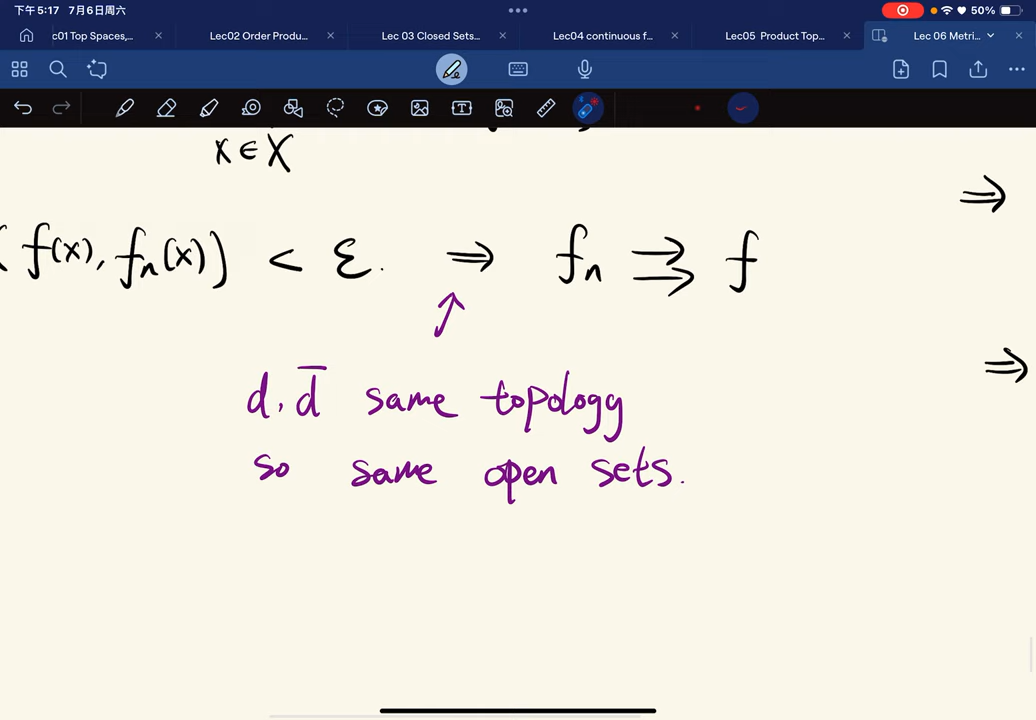 下午5:17 7月6日周六
50%
c01 Top Spaces,...
Lec02 Order Produ...
Lec 03 Closed Sets...
Lec04 continuous f...
Lec05 Product Top...
Lec 06 Metri...
x ∈ X
⇒
f(x), fₙ(x)) < ε. ⇒ fₙ ⇉ f
⇒
d, d̅ same topology
so same open sets.